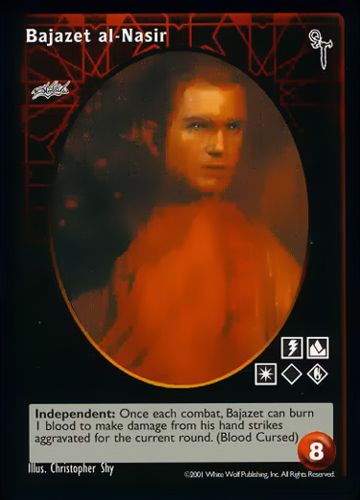 Bajazet al-Nasir
Independent: Once each combat, Bajazet can burn
1 blood to make damage from his hand strikes
aggravated for the current round. (Blood Cursed)
8
Illus. Christopher Shy
©2001 White Wolf Publishing, Inc. All Rights Reserved.